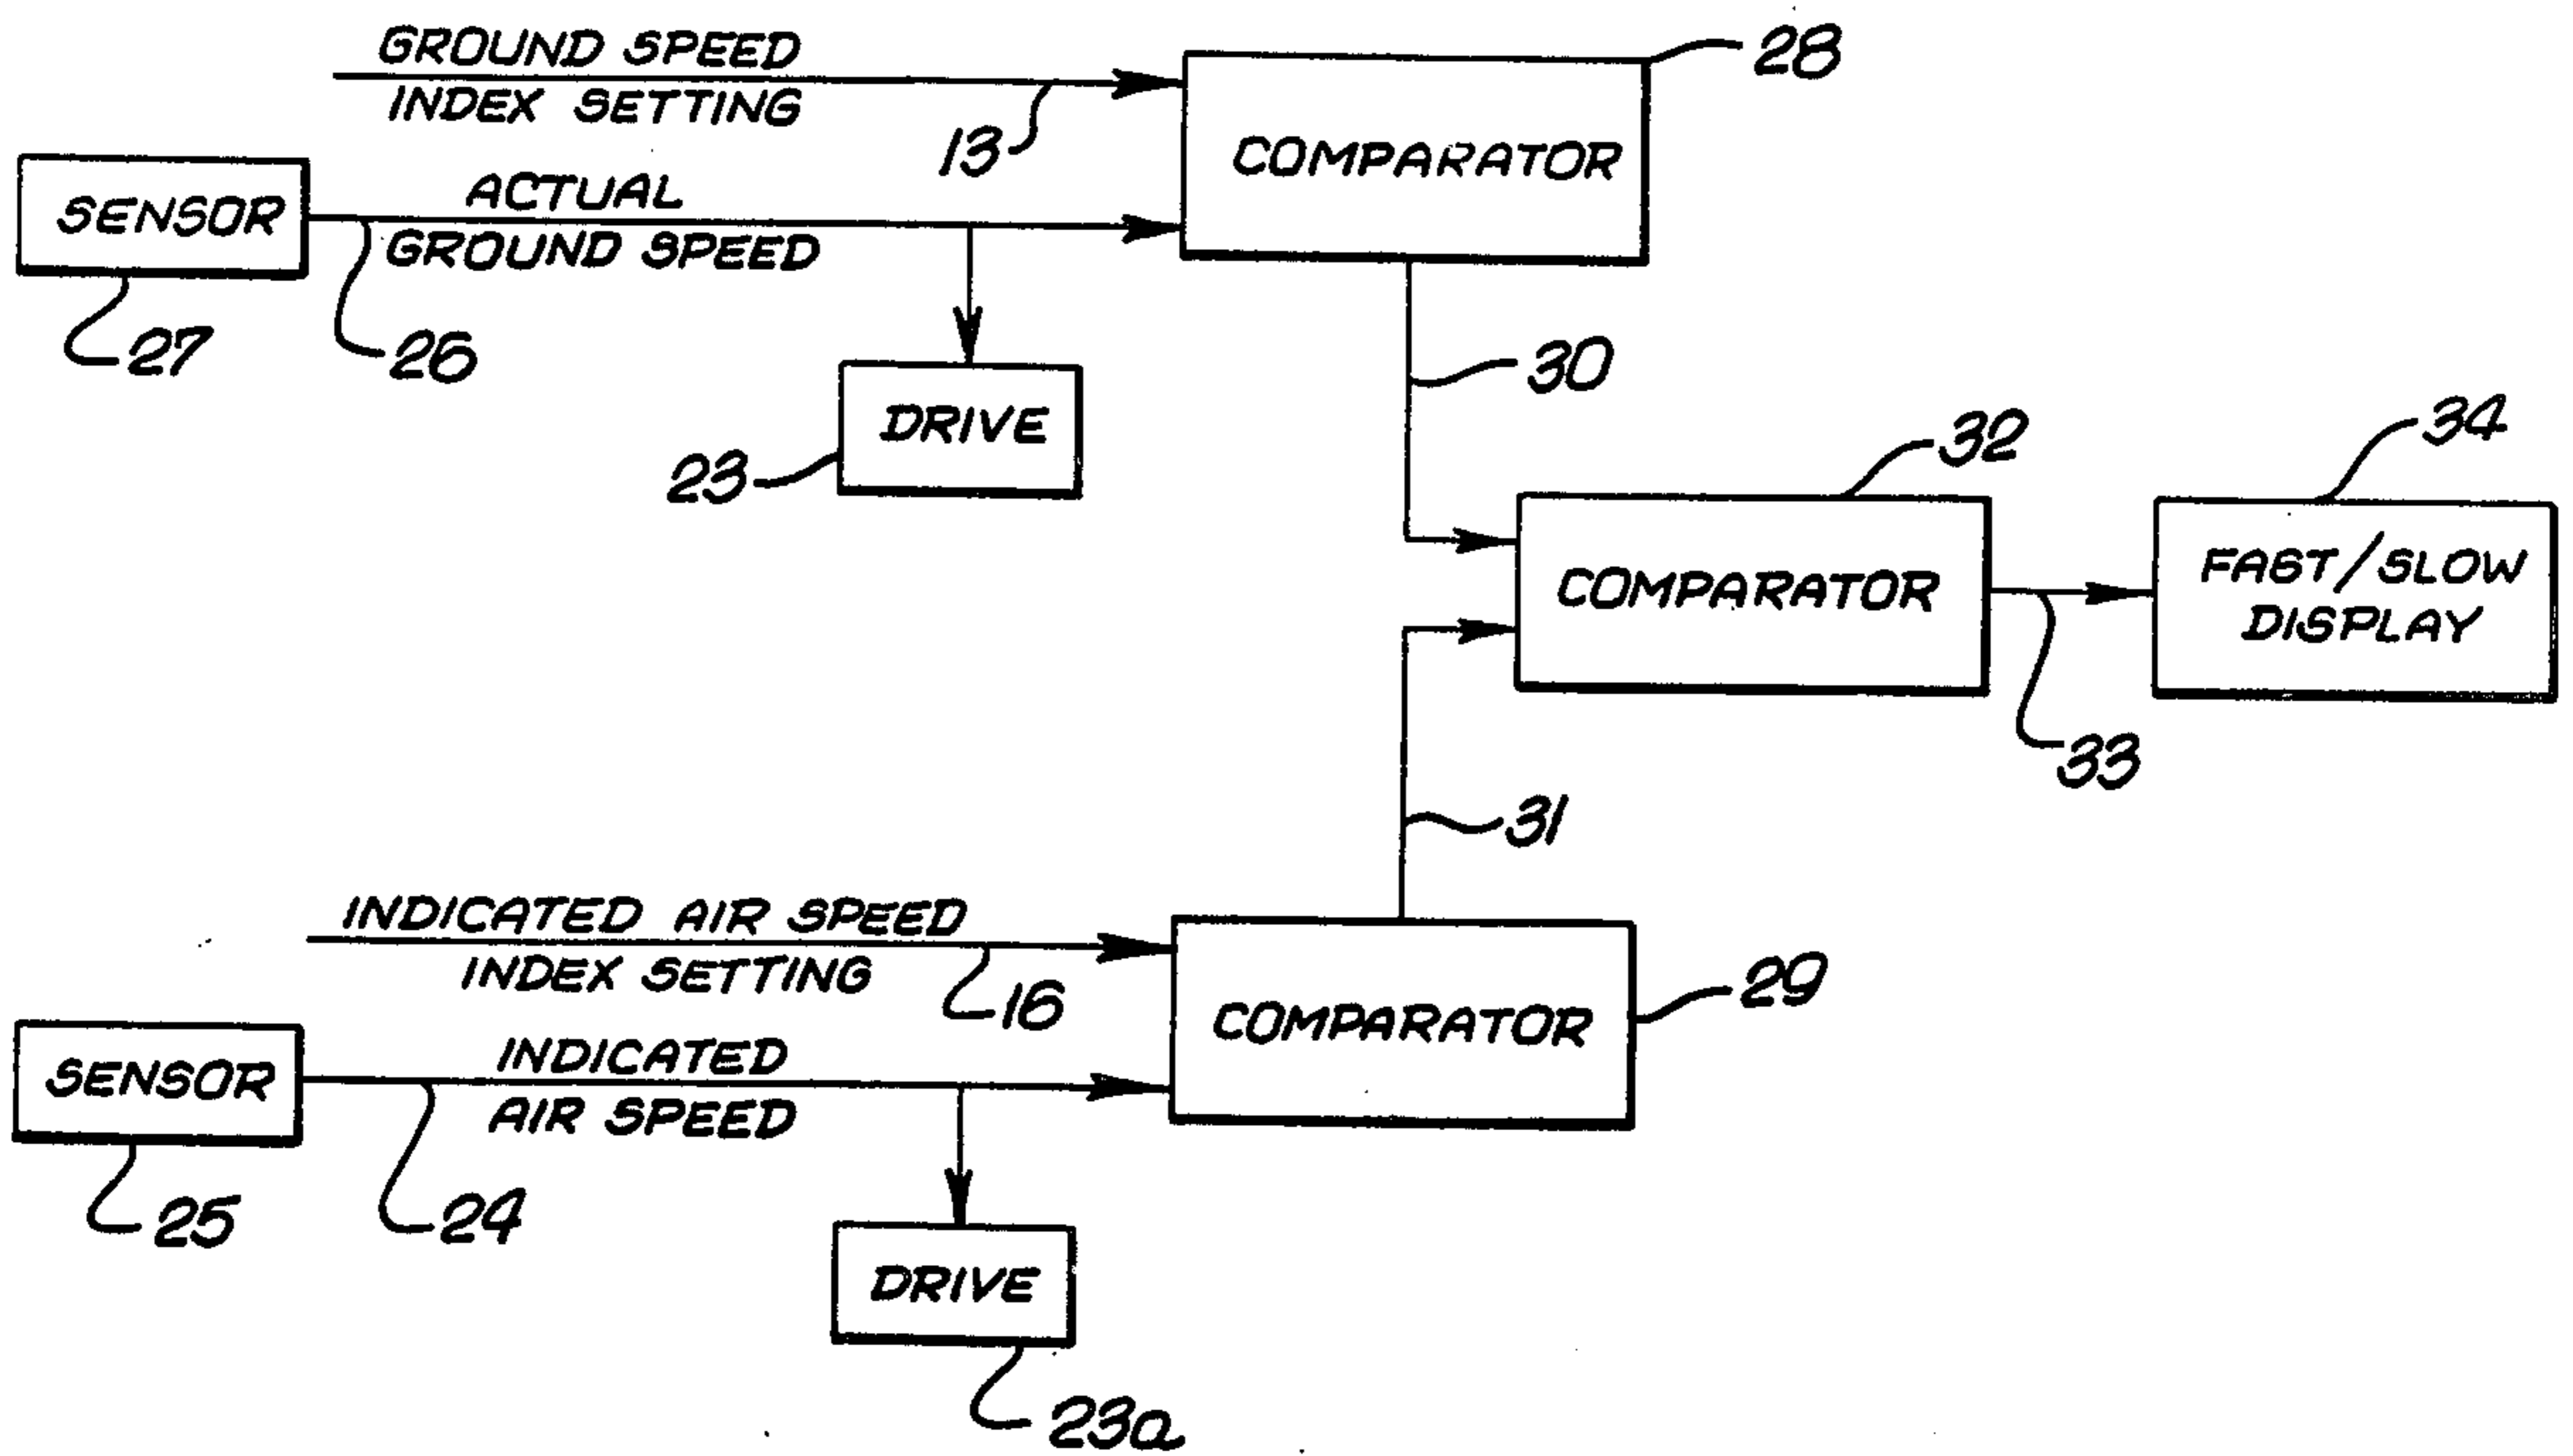 GROUND SPEED
INDEX SETTING
13
28
COMPARATOR
SENSOR
27
ACTUAL
GROUND SPEED
26
DRIVE
23
30
32
COMPARATOR
34
FAST/SLOW
DISPLAY
33
31
INDICATED AIR SPEED
INDEX SETTING
16
COMPARATOR
29
SENSOR
25
INDICATED
AIR SPEED
24
DRIVE
23a